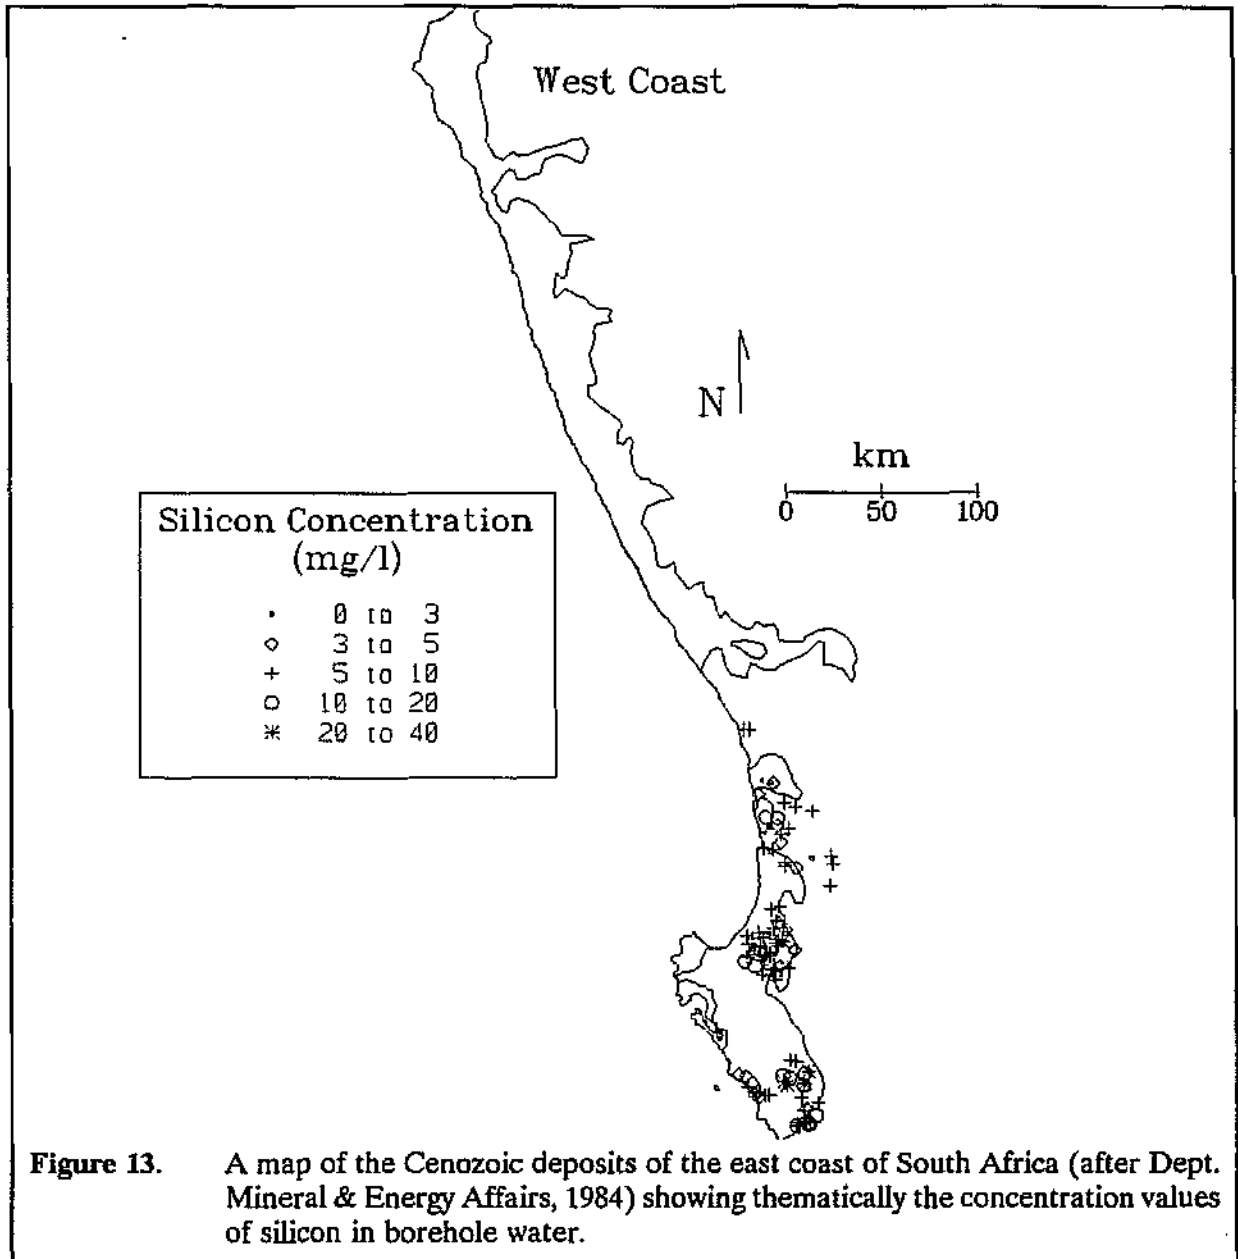 West Coast
N
km
0 50 100
Silicon Concentration
(mg/l)
0 to 3
3 to 5
5 to 10
10 to 20
20 to 40
Figure 13. A map of the Cenozoic deposits of the east coast of South Africa (after Dept.
Mineral & Energy Affairs, 1984) showing thematically the concentration values
of silicon in borehole water.